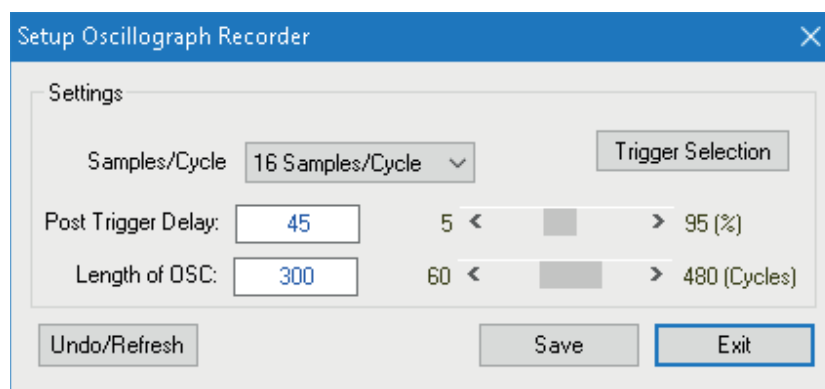 Setup Oscillograph Recorder
Settings
Samples/Cycle 16 Samples/Cycle Trigger Selection
Post Trigger Delay: 45 5 95 (%)
Length of OSC: 300 60 480 (Cycles)
Undo/Refresh Save Exit